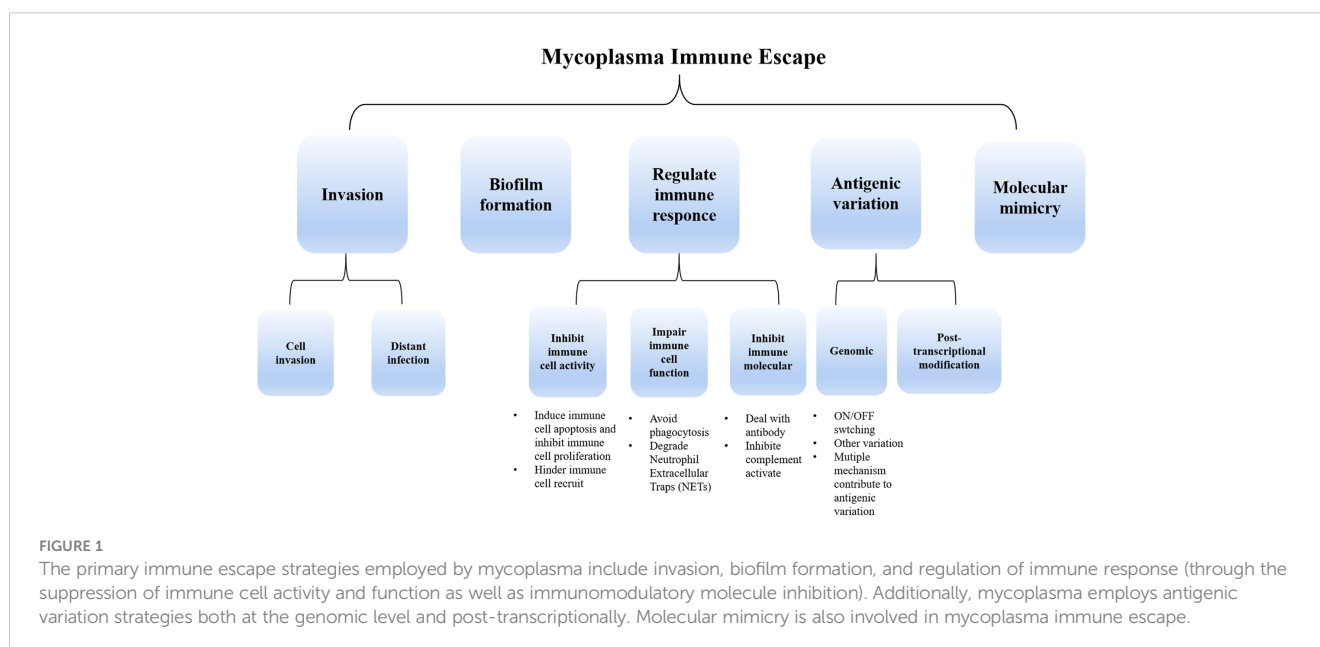 Mycoplasma Immune Escape
Invasion
Biofilm
formation
Regulate
immune
responce
Antigenic
variation
Molecular
mimicry
Cell
invasion
Distant
infection
Inhibit
immune
cell activity
Impair
immune
cell
function
Inhibit
immune
molecular
Genomic
Post-
transcriptional
modification
• Induce immune
cell apoptosis and
inhibit immune
cell proliferation
• Hinder immune
cell recruit
• Avoid
phagocytosis
• Degrade
Neutrophil
Extracellular
Traps (NETs)
• Deal with
antibody
• Inhibite
complement
activate
• ON/OFF
swtching
• Other variation
• Mutiple
mechanism
contribute to
antigenic
variation
FIGURE 1
The primary immune escape strategies employed by mycoplasma include invasion, biofilm formation, and regulation of immune response (through the
suppression of immune cell activity and function as well as immunomodulatory molecule inhibition). Additionally, mycoplasma employs antigenic
variation strategies both at the genomic level and post-transcriptionally. Molecular mimicry is also involved in mycoplasma immune escape.